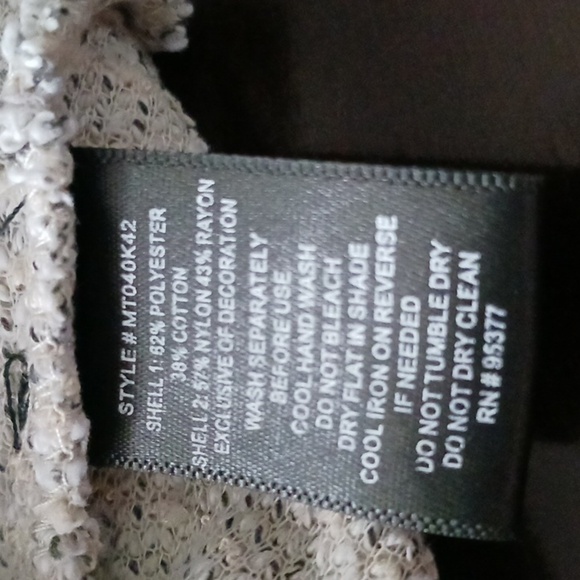 STYLE # MT040K42
SHELL 1: 62% POLYESTER
38% COTTON
SHELL 2: 57% NYLON 43% RAYON
EXCLUSIVE OF DECORATION
WASH SEPARATELY
BEFORE USE
COOL HAND WASH
DO NOT BLEACH
DRY FLAT IN SHADE
COOL IRON ON REVERSE
IF NEEDED
DO NOT TUMBLE DRY
DO NOT DRY CLEAN
RN # 95377